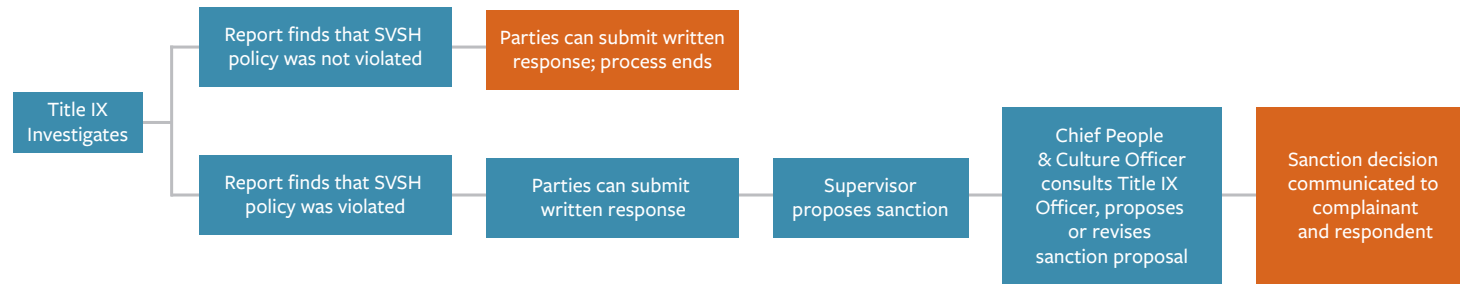 Title IX
Investigates
Report finds that SVSH
policy was not violated
Parties can submit written
response; process ends
Report finds that SVSH
policy was violated
Parties can submit
written response
Supervisor
proposes sanction
Chief People
& Culture Officer
consults Title IX
Officer, proposes
or revises
sanction proposal
Sanction decision
communicated to
complainant
and respondent